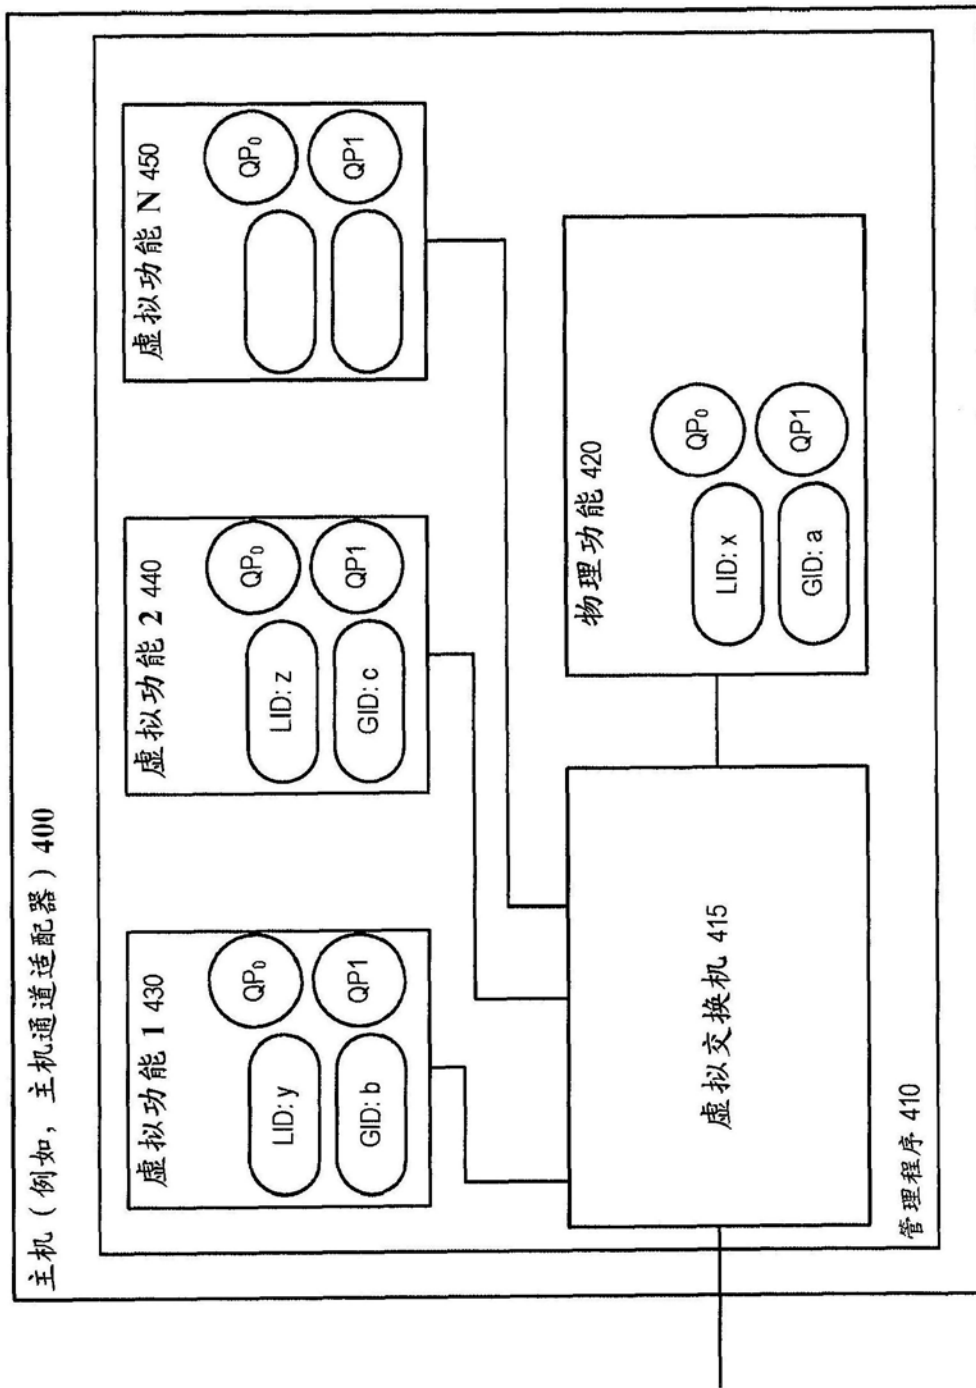 主机（例如，主机通道适配器）400
虚拟功能 1 430
LID: y
QP₀
GID: b
QP1
虚拟功能 2 440
LID: z
QP₀
GID: c
QP1
虚拟功能 N 450
QP₀
QP1
虚拟交换机 415
物理功能 420
LID: x
QP₀
GID: a
QP1
管理程序 410